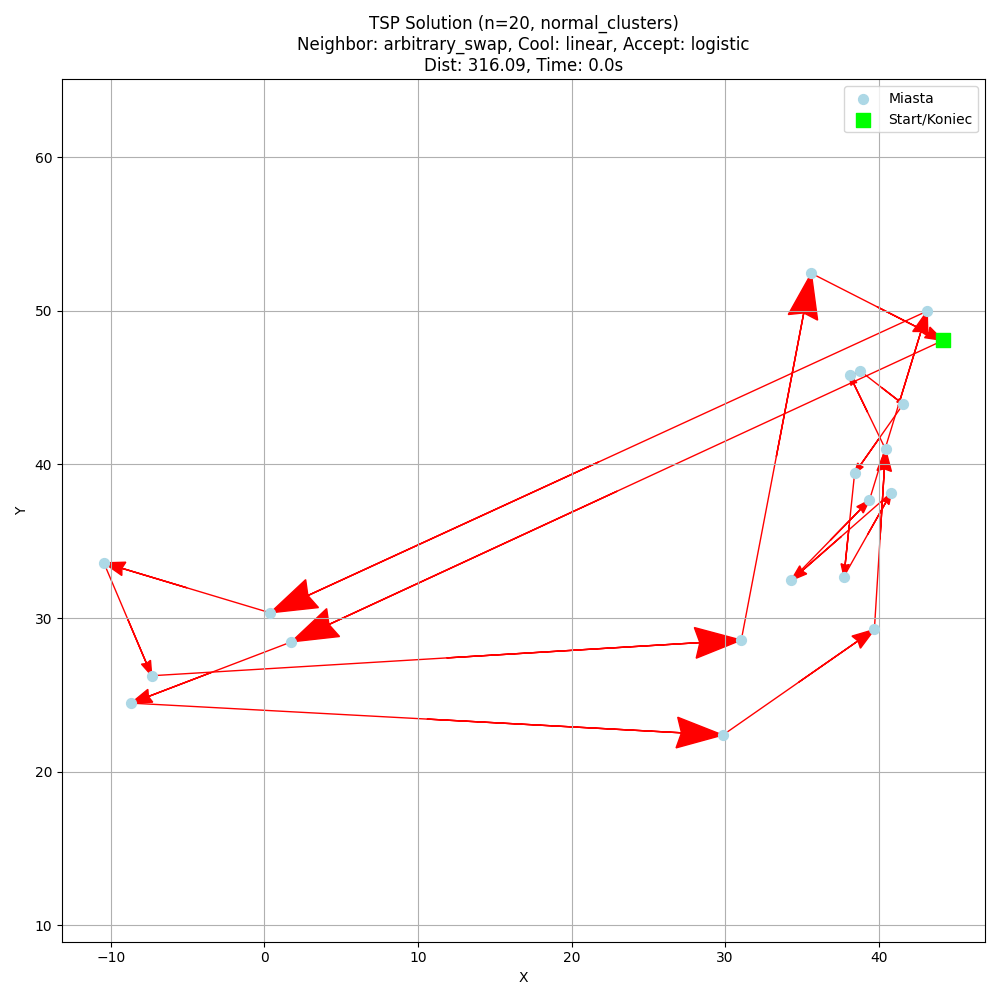 TSP Solution (n=20, normal_clusters)
Neighbor: arbitrary_swap, Cool: linear, Accept: logistic
Dist: 316.09, Time: 0.0s
Miasta
Start/Koniec
60
50
40
30
20
10
Y
−10
0
10
20
30
40
X